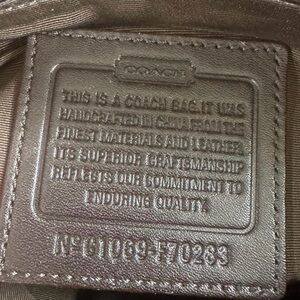 COACH
THIS IS A COACH BAG. IT WAS
HANDCRAFTED IN CHINA FROM THE
FINEST MATERIALS AND LEATHER.
ITS SUPERIOR CRAFTSMANSHIP
REFLECTS OUR COMMITMENT TO
ENDURING QUALITY.
Nº G1069-F70283